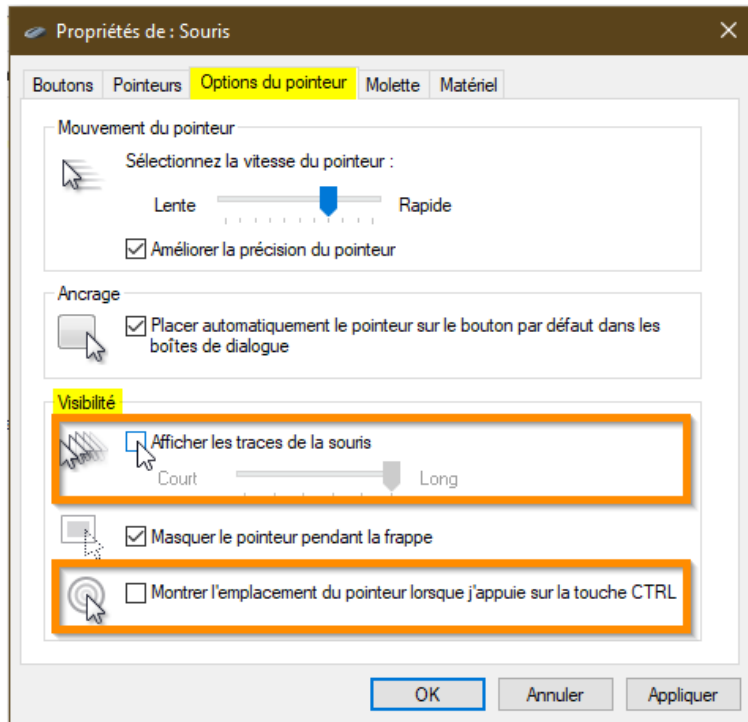 Propriétés de : Souris
Boutons Pointeurs Options du pointeur Molette Matériel
Mouvement du pointeur
Sélectionnez la vitesse du pointeur :
Lente Rapide
Améliorer la précision du pointeur
Ancrage
Placer automatiquement le pointeur sur le bouton par défaut dans les
boîtes de dialogue
Visibilité
Afficher les traces de la souris
Court Long
Masquer le pointeur pendant la frappe
Montrer l'emplacement du pointeur lorsque j'appuie sur la touche CTRL
OK Annuler Appliquer